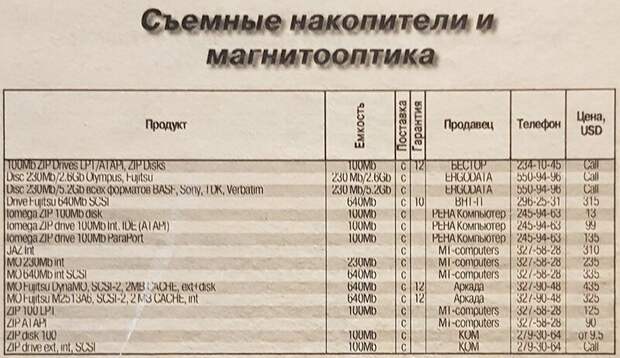 Съемные накопители и
магнитооптика
Продукт Емкость Поставка Гарантия Продавец Телефон Цена, USD
100Mb ZIP Drives LPT/ATAPI, ZIP Disks 100Mb с 12 ВЕСТОР 234-10-45 Call
Disc 230Mb/2.6Gb Olympus, Fujitsu 230 Mb/2.6Gb с ERGODATA 550-94-96 Call
Disc 230Mb/5.2Gb всех форматов BASF, Sony, TDK, Verbatim 230 Mb/5.2Gb с ERGODATA 550-94-96 Call
Drive Fujitsu 640Mb SCSI 640Mb с 10 ВНТ-П 296-25-31 315
Iomega ZIP 100Mb disk 100Mb с РЕНА Компьютер 245-94-63 13
Iomega ZIP drive 100Mb Int. IDE (ATAPI) 100Mb с РЕНА Компьютер 245-94-63 99
Iomega ZIP drive 100Mb ParaPort 100Mb с РЕНА Компьютер 245-94-63 135
JAZ Int с MT-computers 327-58-28 310
MO 230Mb int 230Mb с MT-computers 327-58-28 235
MO 640Mb int SCSI 640Mb с MT-computers 327-58-28 335
MO Fujitsu DynaMO, SCSI-2, 2MB CACHE, ext+disk 640Mb с 12 Аркада 327-90-48 435
MO Fujitsu M2513A6, SCSI-2, 2 MB CACHE, int 640Mb с 12 Аркада 327-90-48 325
ZIP 100 LPT 100Mb с MT-computers 327-58-28 125
ZIP ATAPI с MT-computers 327-58-28 90
ZIP disk 100 100Mb с КОМ 279-30-64 от 9.5
ZIP drive ext, int, SCSI 100Mb с КОМ 279-30-64 Call